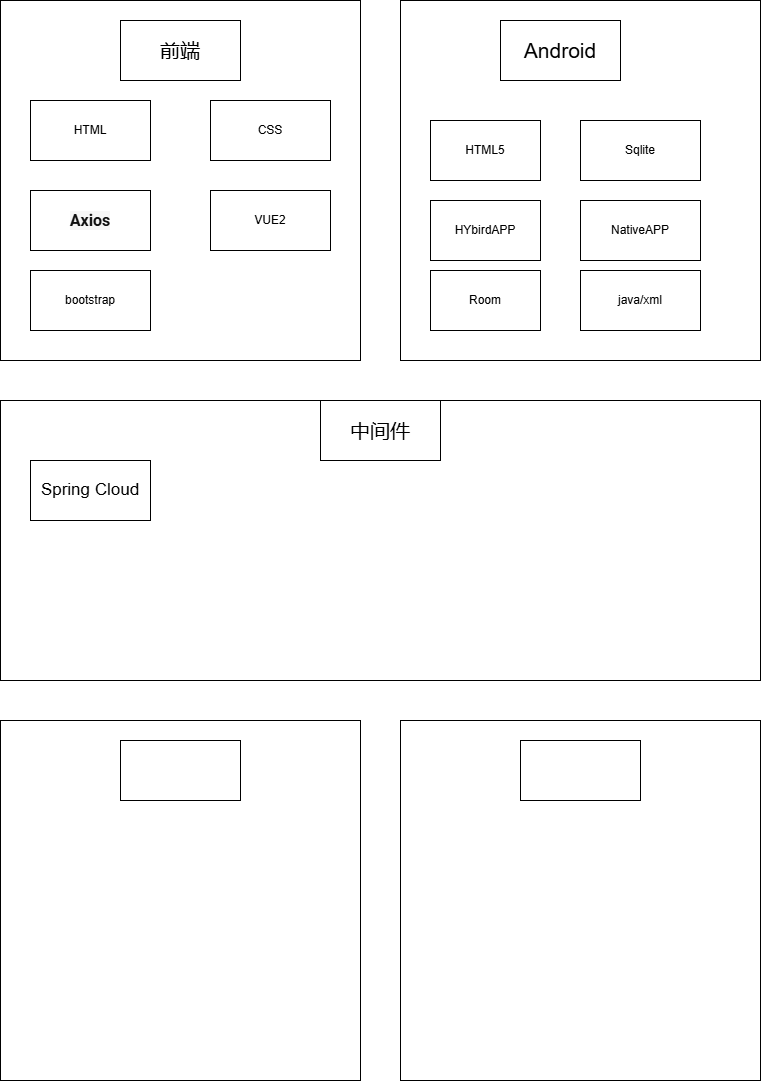 前端
HTML
CSS
Axios
VUE2
bootstrap
Android
HTML5
Sqlite
HYbirdAPP
NativeAPP
Room
java/xml
中间件
Spring Cloud